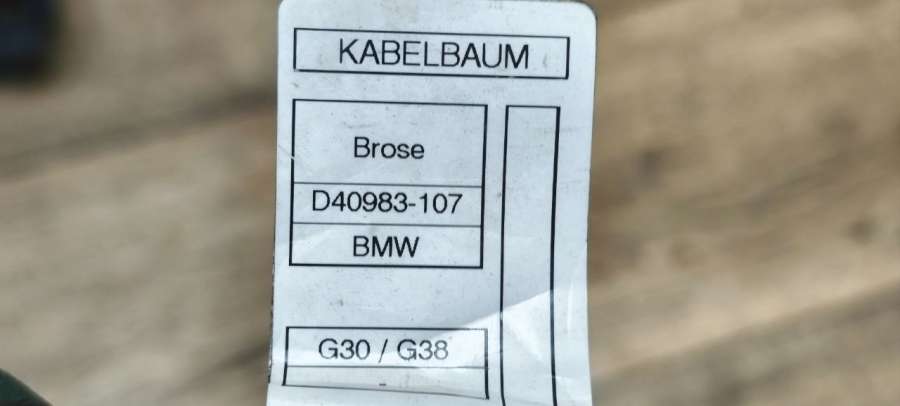 KABELBAUM
Brose
D40983-107
BMW
G30 / G38
-